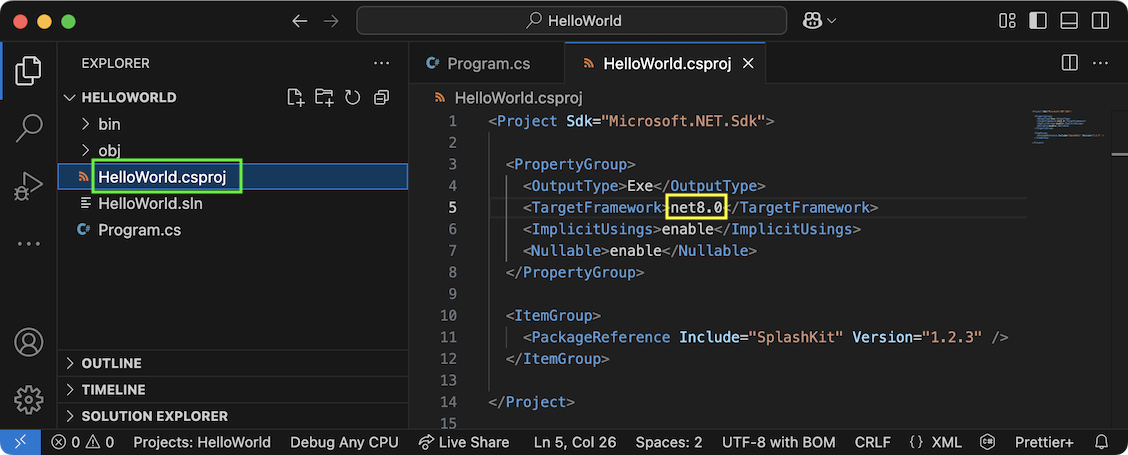 HelloWorld
EXPLORER
HELLOWORLD
bin
obj
HelloWorld.csproj
HelloWorld.sln
C# Program.cs
OUTLINE
TIMELINE
SOLUTION EXPLORER
C# Program.cs
HelloWorld.csproj
HelloWorld.csproj
1 <Project Sdk="Microsoft.NET.Sdk">
2
3 <PropertyGroup>
4 <OutputType>Exe</OutputType>
5 <TargetFramework>net8.0</TargetFramework>
6 <ImplicitUsings>enable</ImplicitUsings>
7 <Nullable>enable</Nullable>
8 </PropertyGroup>
9
10 <ItemGroup>
11 <PackageReference Include="SplashKit" Version="1.2.3" />
12 </ItemGroup>
13
14 </Project>
15
0 0 Projects: HelloWorld Debug Any CPU Live Share Ln 5, Col 26 Spaces: 2 UTF-8 with BOM CRLF {} XML Prettier+